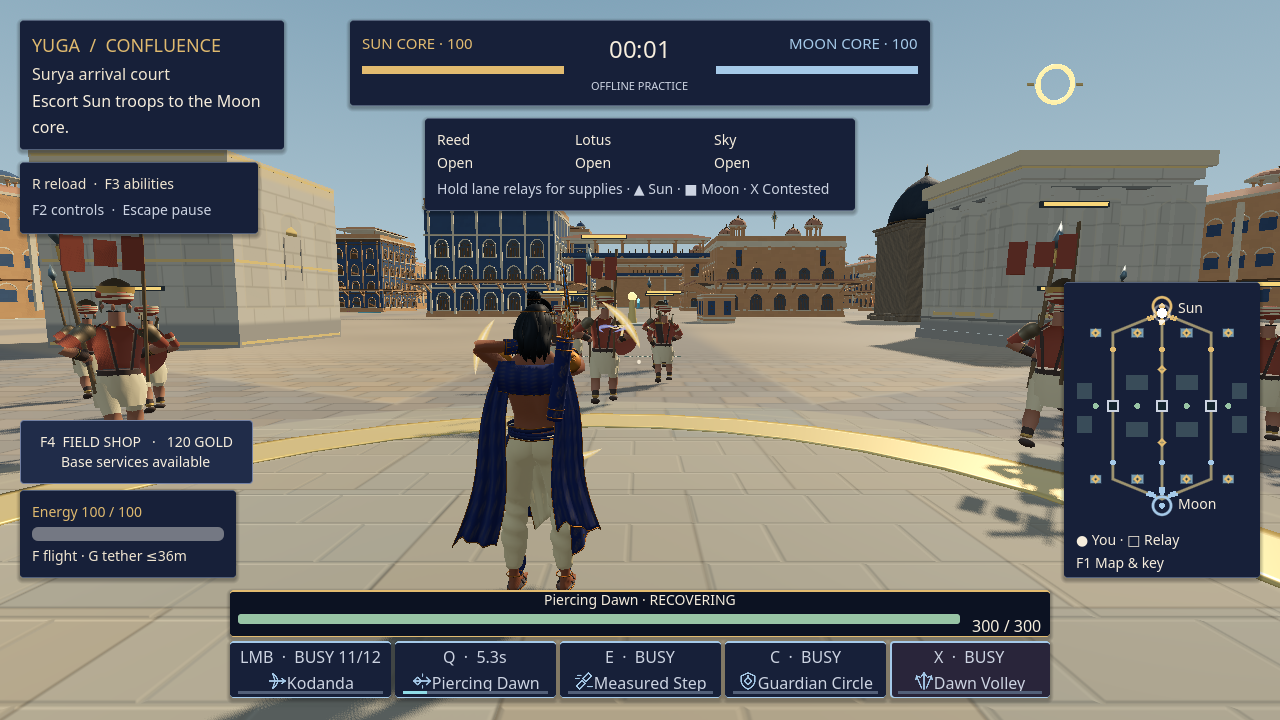 YUGA / CONFLUENCE
Surya arrival court
Escort Sun troops to the Moon
core.
R reload · F3 abilities
F2 controls · Escape pause
SUN CORE · 100
00:01
MOON CORE · 100
OFFLINE PRACTICE
Reed Lotus Sky
Open Open Open
Hold lane relays for supplies · ▲ Sun · ■ Moon · X Contested
F4 FIELD SHOP · 120 GOLD
Base services available
Energy 100 / 100
F flight · G tether ≤36m
Sun
Moon
● You · □ Relay
F1 Map & key
Piercing Dawn · RECOVERING
300 / 300
LMB · BUSY 11/12
Kodanda
Q · 5.3s
Piercing Dawn
E · BUSY
Measured Step
C · BUSY
Guardian Circle
X · BUSY
Dawn Volley